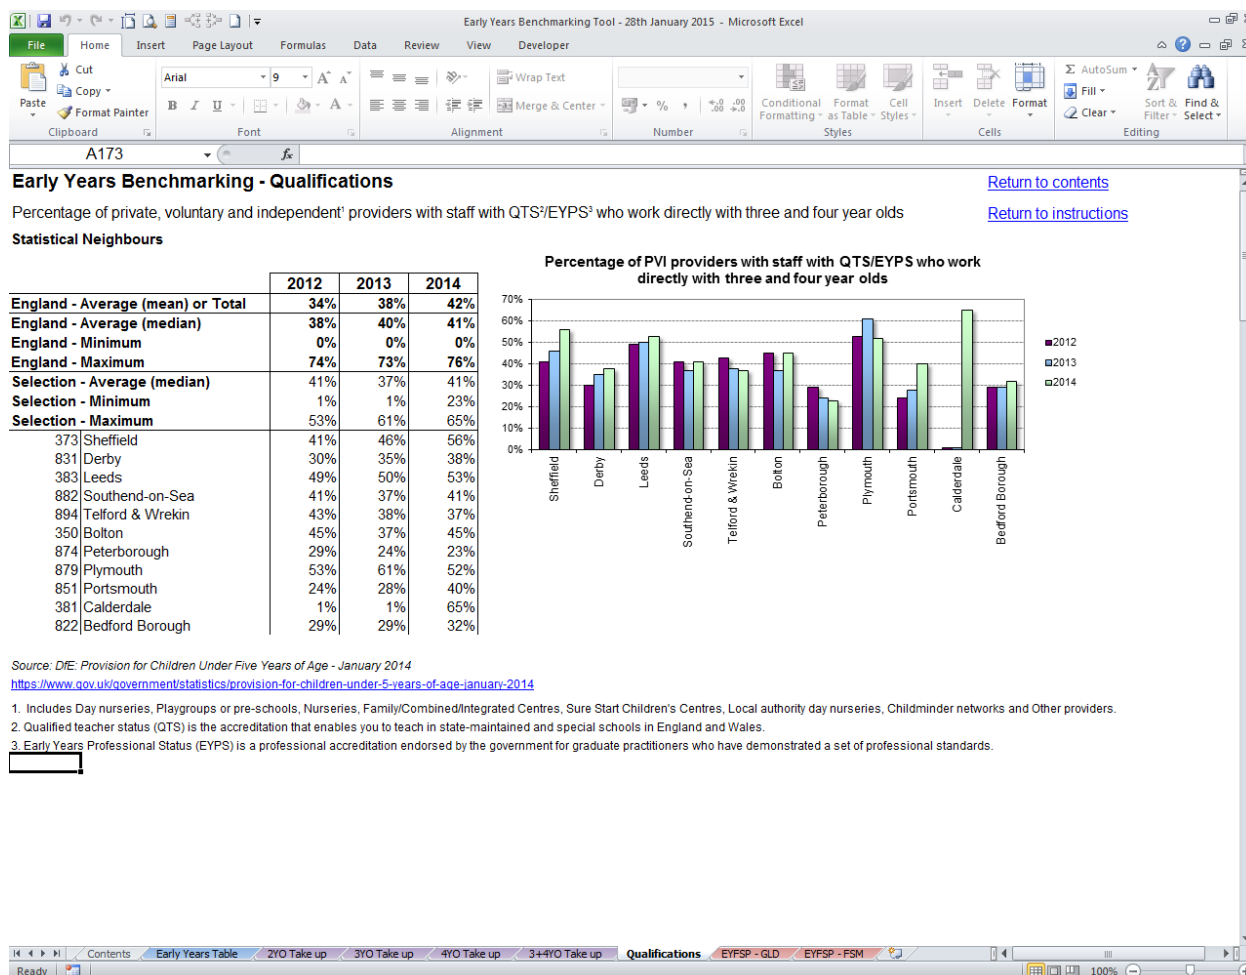 Early Years Benchmarking Tool - 28th January 2015 - Microsoft Excel
File Home Insert Page Layout Formulas Data Review View Developer
Cut
Copy
Format Painter
Paste
Clipboard
Arial 9
B I U
Font
Wrap Text
Merge & Center
Alignment
%
Number
Conditional Formatting
Format as Table
Cell Styles
Styles
Insert Delete Format
Cells
Σ AutoSum
Fill
Clear
Sort & Filter
Find & Select
Editing
A173 fx
Early Years Benchmarking - Qualifications
Return to contents
Percentage of private, voluntary and independent¹ providers with staff with QTS²/EYPS³ who work directly with three and four year olds
Return to instructions
Statistical Neighbours
2012 2013 2014
England - Average (mean) or Total 34% 38% 42%
England - Average (median) 38% 40% 41%
England - Minimum 0% 0% 0%
England - Maximum 74% 73% 76%
Selection - Average (median) 41% 37% 41%
Selection - Minimum 1% 1% 23%
Selection - Maximum 53% 61% 65%
373 Sheffield 41% 46% 56%
831 Derby 30% 35% 38%
383 Leeds 49% 50% 53%
882 Southend-on-Sea 41% 37% 41%
894 Telford & Wrekin 43% 38% 37%
350 Bolton 45% 37% 45%
874 Peterborough 29% 24% 23%
879 Plymouth 53% 61% 52%
851 Portsmouth 24% 28% 40%
381 Calderdale 1% 1% 65%
822 Bedford Borough 29% 29% 32%
Percentage of PVI providers with staff with QTS/EYPS who work
directly with three and four year olds
70%
60%
50%
40%
30%
20%
10%
0%
Sheffield
Derby
Leeds
Southend-on-Sea
Telford & Wrekin
Bolton
Peterborough
Plymouth
Portsmouth
Calderdale
Bedford Borough
2012
2013
2014
Source: DfE: Provision for Children Under Five Years of Age - January 2014
https://www.gov.uk/government/statistics/provision-for-children-under-5-years-of-age-january-2014
1. Includes Day nurseries, Playgroups or pre-schools, Nurseries, Family/Combined/Integrated Centres, Sure Start Children's Centres, Local authority day nurseries, Childminder networks and Other providers.
2. Qualified teacher status (QTS) is the accreditation that enables you to teach in state-maintained and special schools in England and Wales.
3. Early Years Professional Status (EYPS) is a professional accreditation endorsed by the government for graduate practitioners who have demonstrated a set of professional standards.
Contents Early Years Table 2YO Take up 3YO Take up 4YO Take up 3+4YO Take up Qualifications EYFSP - GLD EYFSP - FSM
Ready 100%